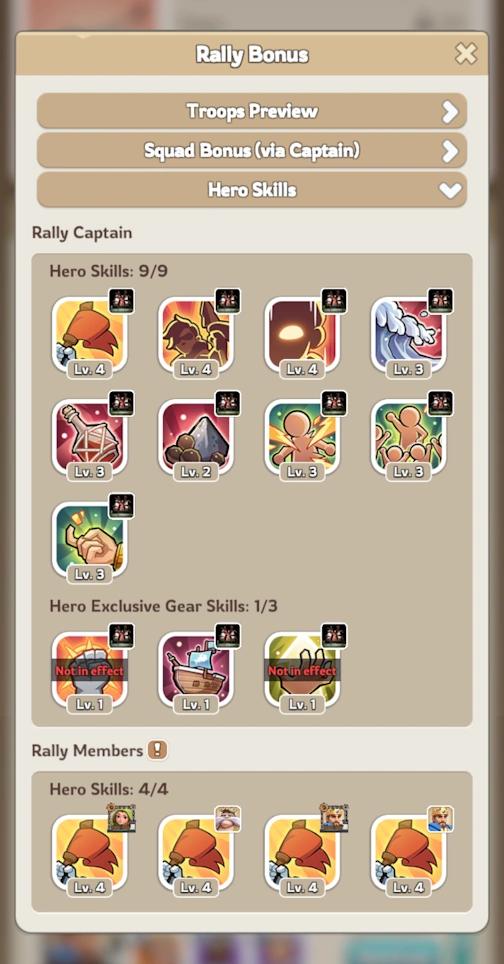 Rally Bonus
Troops Preview
Squad Bonus (via Captain)
Hero Skills
Rally Captain
Hero Skills: 9/9
Lv. 4 Lv. 4 Lv. 4 Lv. 3
Lv. 3 Lv. 2 Lv. 3 Lv. 3
Lv. 3
Hero Exclusive Gear Skills: 1/3
Not in effect Not in effect
Lv. 1 Lv. 1 Lv. 1
Rally Members
Hero Skills: 4/4
Lv. 4 Lv. 4 Lv. 4 Lv. 4